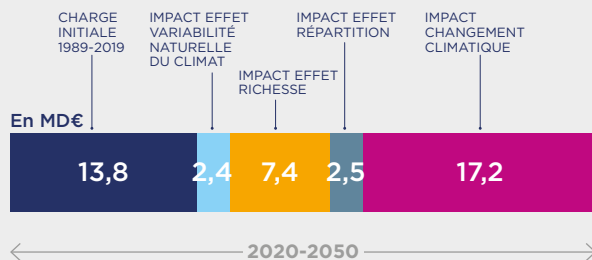 CHARGE
INITIALE
1989-2019
IMPACT EFFET
VARIABILITÉ
NATURELLE
DU CLIMAT
IMPACT EFFET
RICHESSE
IMPACT EFFET
RÉPARTITION
IMPACT
CHANGEMENT
CLIMATIQUE
En MD€
13,8
2,4
7,4
2,5
17,2
2020-2050